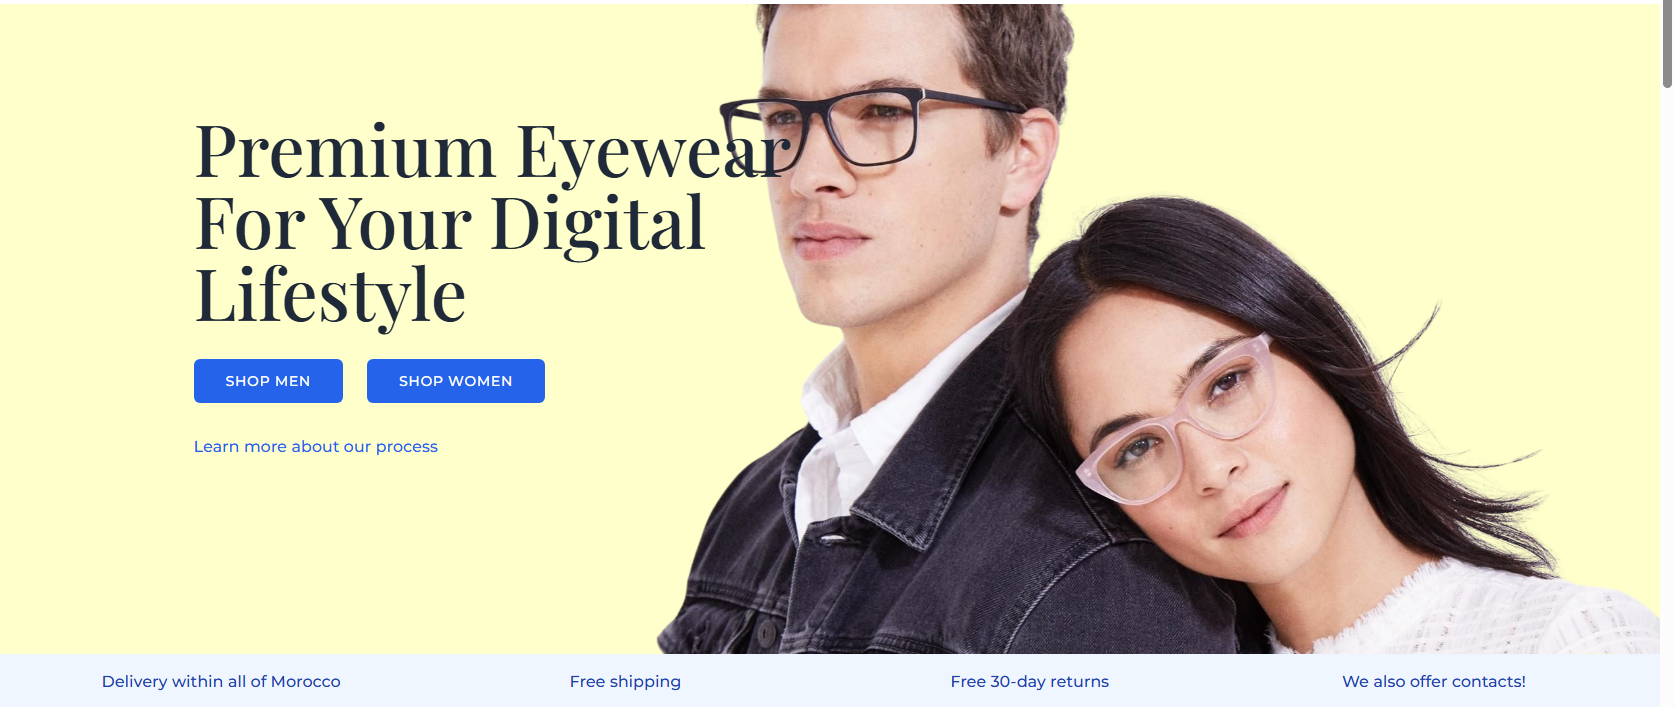 Premium Eyewear
For Your Digital
Lifestyle
SHOP MEN
SHOP WOMEN
Learn more about our process
Delivery within all of Morocco
Free shipping
Free 30-day returns
We also offer contacts!